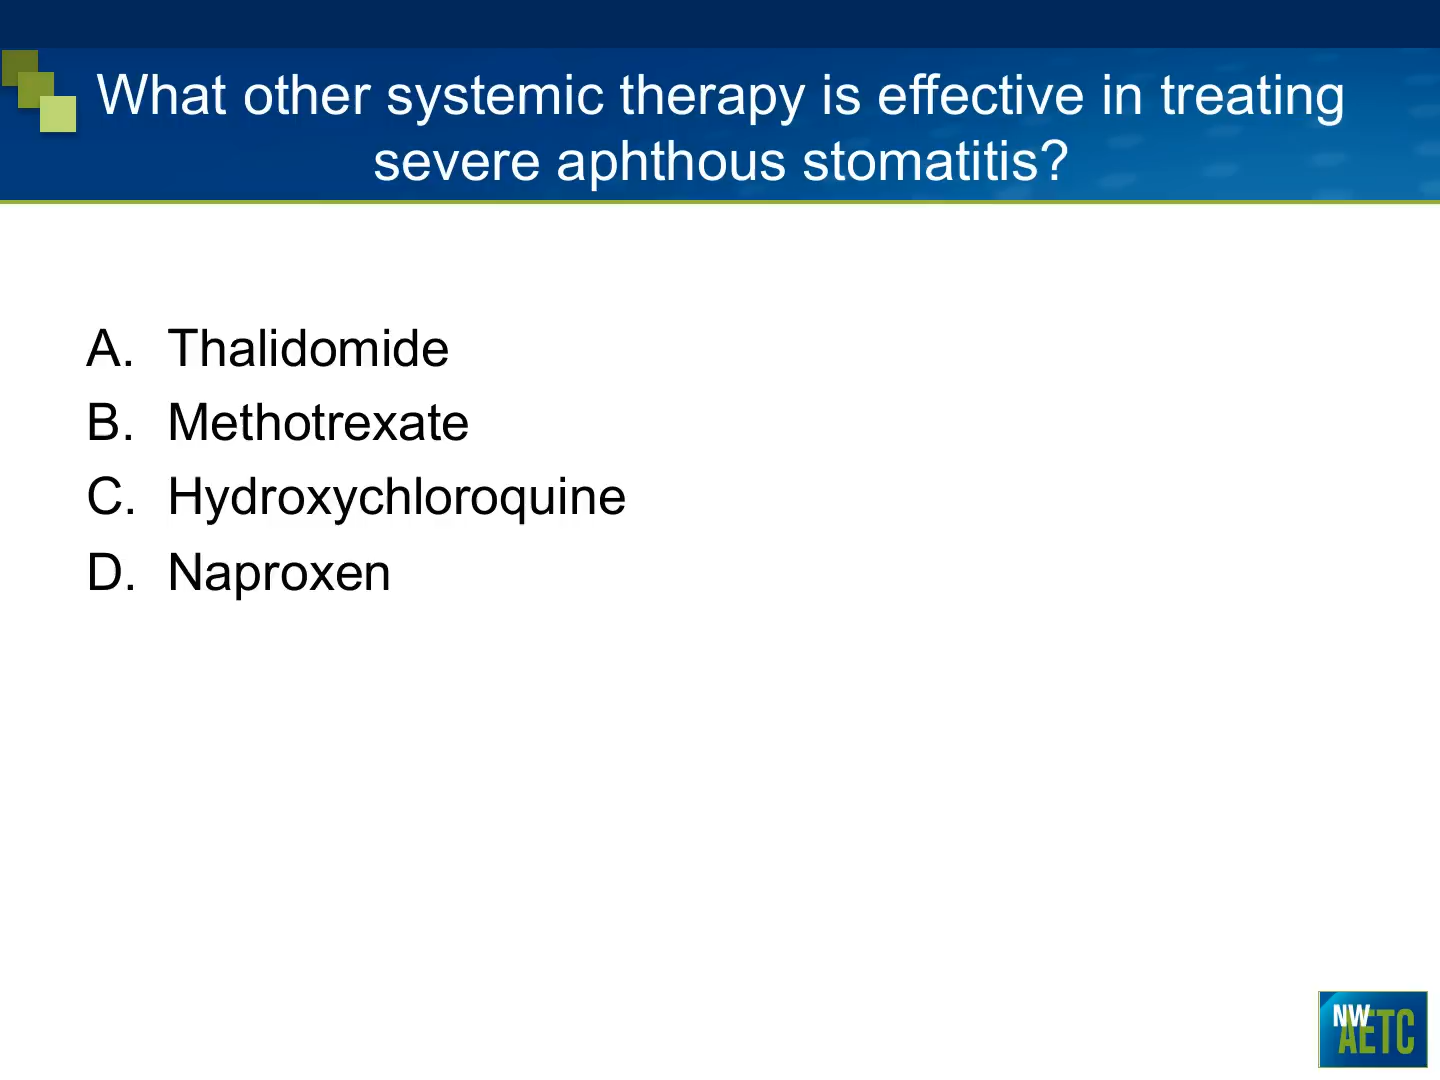 What other systemic therapy is effective in treating
severe aphthous stomatitis?
A. Thalidomide
B. Methotrexate
C. Hydroxychloroquine
D. Naproxen
NW
AETC